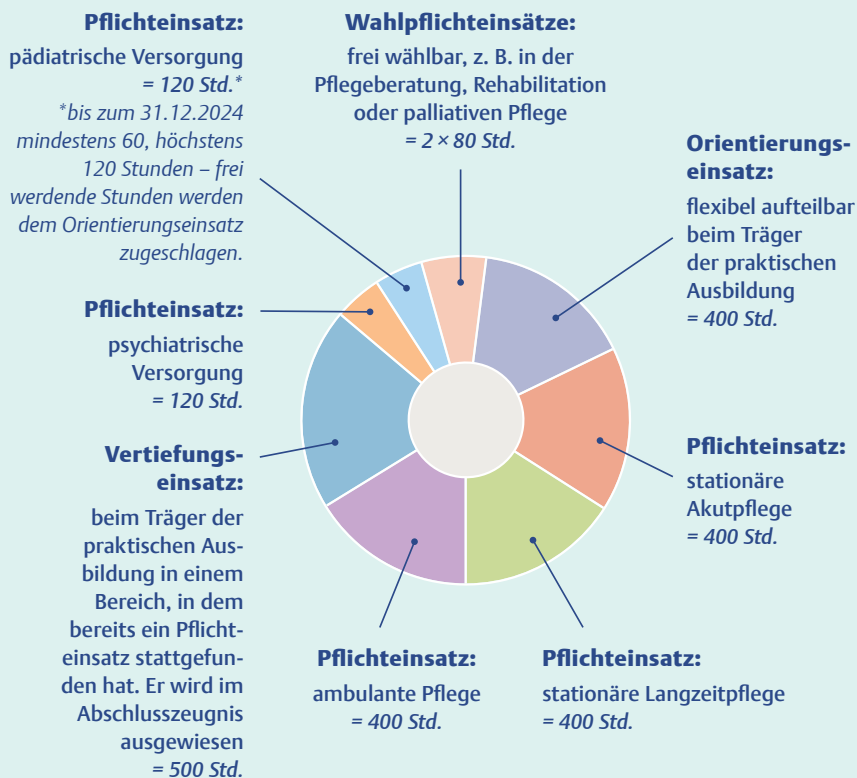 Pflichteinsatz:
pädiatrische Versorgung
= 120 Std.*
*bis zum 31.12.2024
mindestens 60, höchstens
120 Stunden – frei
werdende Stunden werden
dem Orientierungseinsatz
zugeschlagen.
Wahlpflichteinsätze:
frei wählbar, z. B. in der
Pflegeberatung, Rehabilitation
oder palliativen Pflege
= 2 × 80 Std.
Orientierungs-
einsatz:
flexibel aufteilbar
beim Träger
der praktischen
Ausbildung
= 400 Std.
Pflichteinsatz:
psychiatrische
Versorgung
= 120 Std.
Pflichteinsatz:
stationäre
Akutpflege
= 400 Std.
Vertiefungs-
einsatz:
beim Träger der
praktischen Aus-
bildung in einem
Bereich, in dem
bereits ein Pflicht-
einsatz stattgefun-
den hat. Er wird im
Abschlusszeugnis
ausgewiesen
= 500 Std.
Pflichteinsatz:
ambulante Pflege
= 400 Std.
Pflichteinsatz:
stationäre Langzeitpflege
= 400 Std.